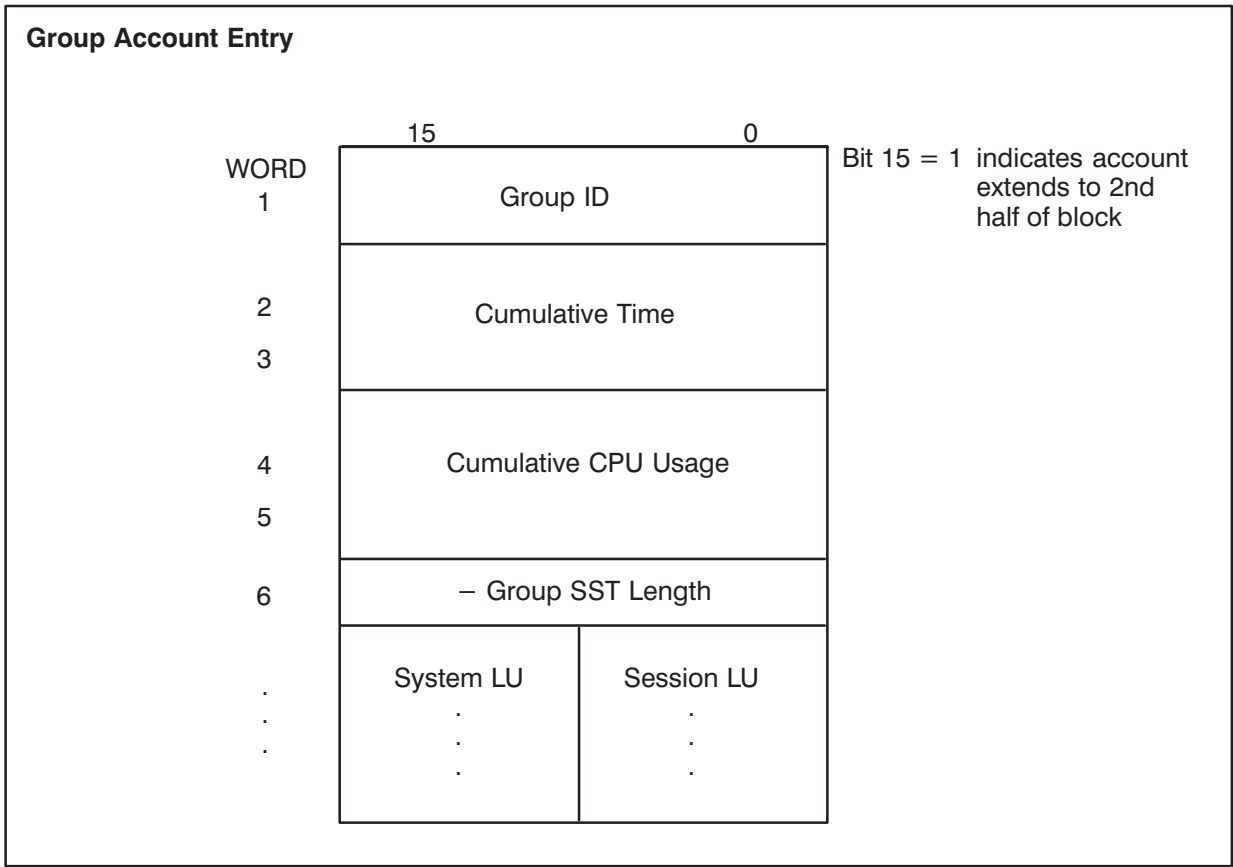 Group Account Entry
15 0
WORD
1 Group ID Bit 15 = 1 indicates account
extends to 2nd
half of block
2 Cumulative Time
3
4 Cumulative CPU Usage
5
6 − Group SST Length
System LU Session LU
. . .
. . .
. . .